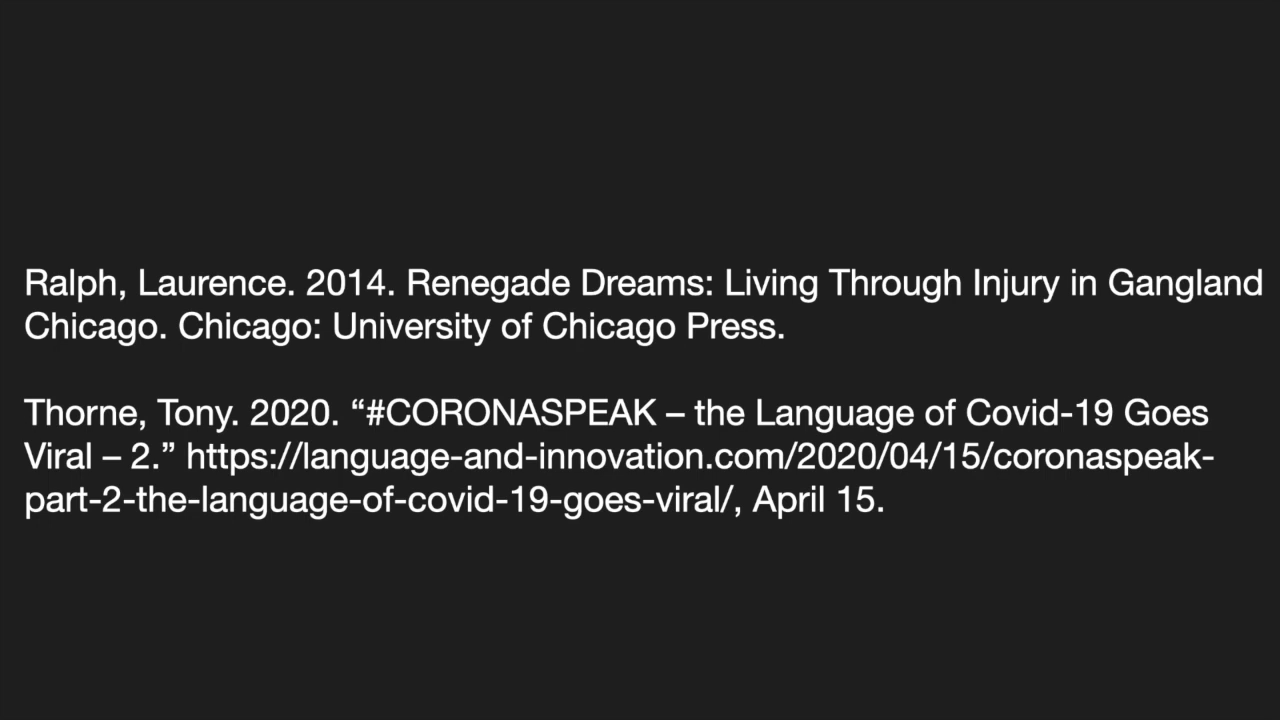 Ralph, Laurence. 2014. Renegade Dreams: Living Through Injury in Gangland
Chicago. Chicago: University of Chicago Press.
Thorne, Tony. 2020. “#CORONASPEAK – the Language of Covid-19 Goes
Viral – 2.” https://language-and-innovation.com/2020/04/15/coronaspeak-
part-2-the-language-of-covid-19-goes-viral/, April 15.